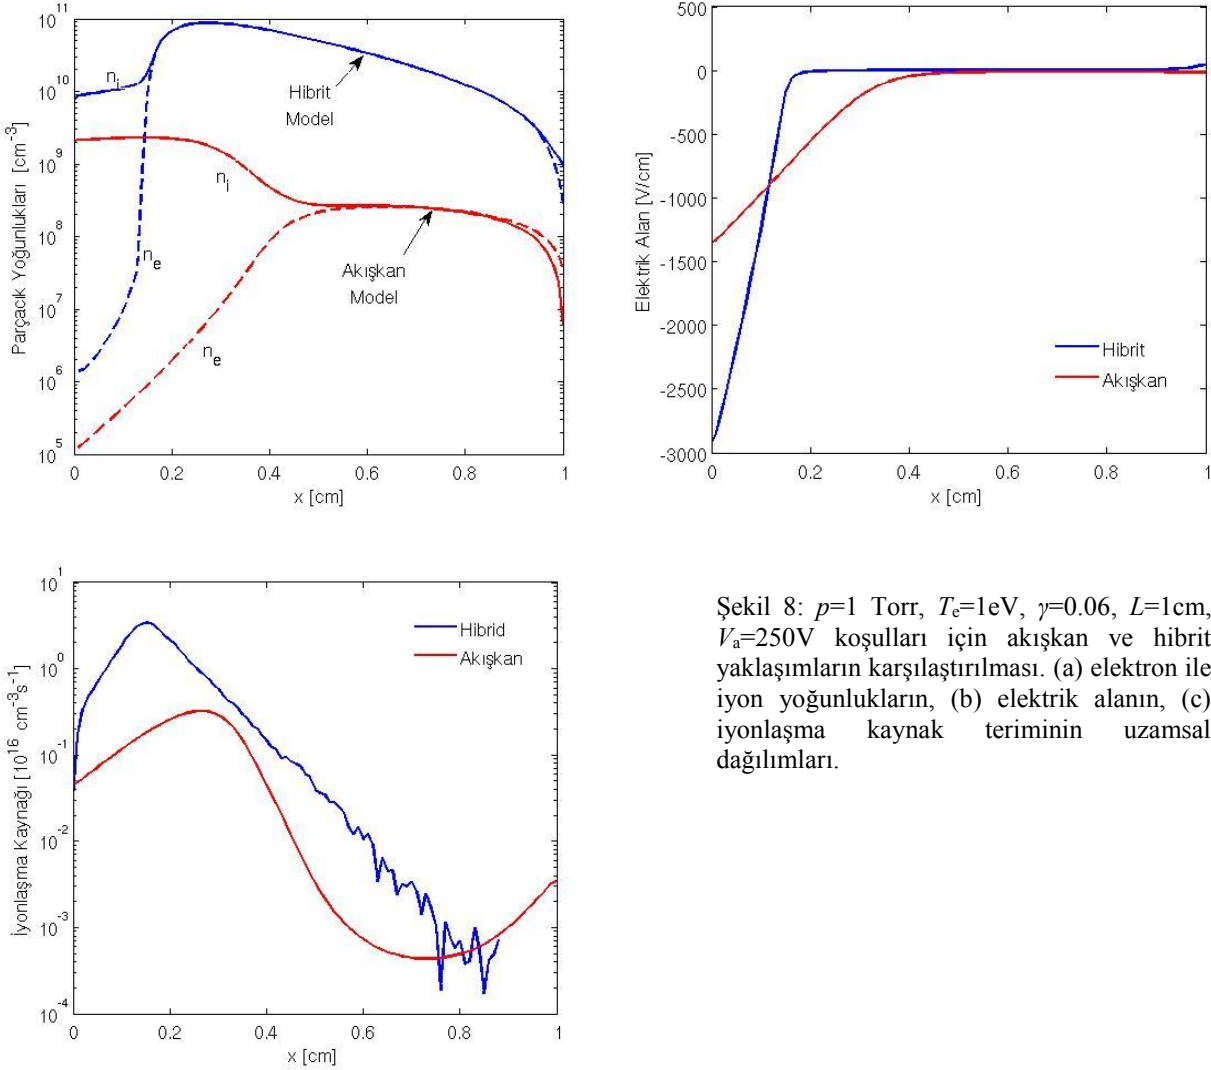 10^11
10^10
10^9
10^8
10^7
10^6
10^5
Parçacık Yoğunlukları [cm^-3]
n_i
Hibrit
Model
n_i
n_e
Akışkan
Model
n_e
0 0.2 0.4 0.6 0.8 1
x [cm]
500
0
-500
-1000
-1500
-2000
-2500
-3000
Elektrik Alan [V/cm]
Hibrit
Akışkan
0 0.2 0.4 0.6 0.8 1
x [cm]
10^1
10^0
10^-1
10^-2
10^-3
10^-4
İyonlaşma Kaynağı [10^16 cm^-3s^-1]
Hibrid
Akışkan
0 0.2 0.4 0.6 0.8 1
x [cm]
Şekil 8: p=1 Torr, T_e=1eV, γ=0.06, L=1cm,
V_a=250V koşulları için akışkan ve hibrit
yaklaşımların karşılaştırılması. (a) elektron ile
iyon yoğunlukların, (b) elektrik alanın, (c)
iyonlaşma kaynak teriminin uzamsal
dağılımları.